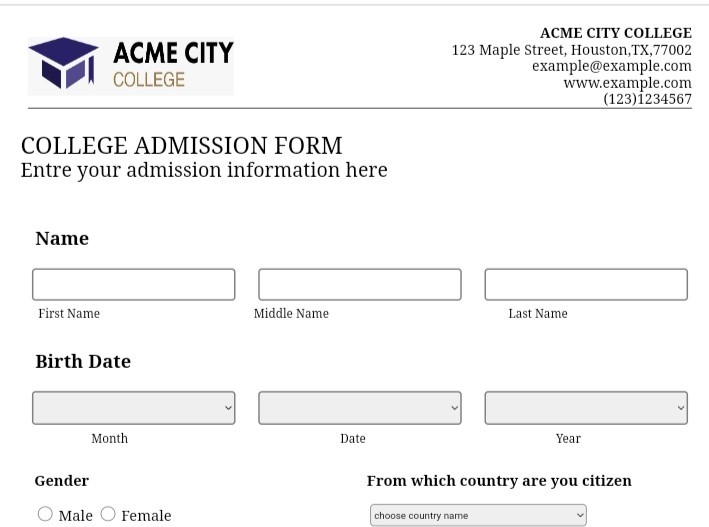 ACME CITY
COLLEGE
ACME CITY COLLEGE
123 Maple Street, Houston,TX,77002
example@example.com
www.example.com
(123)1234567
COLLEGE ADMISSION FORM
Entre your admission information here
Name
First Name
Middle Name
Last Name
Birth Date
Month
Date
Year
Gender
From which country are you citizen
Male
Female
choose country name